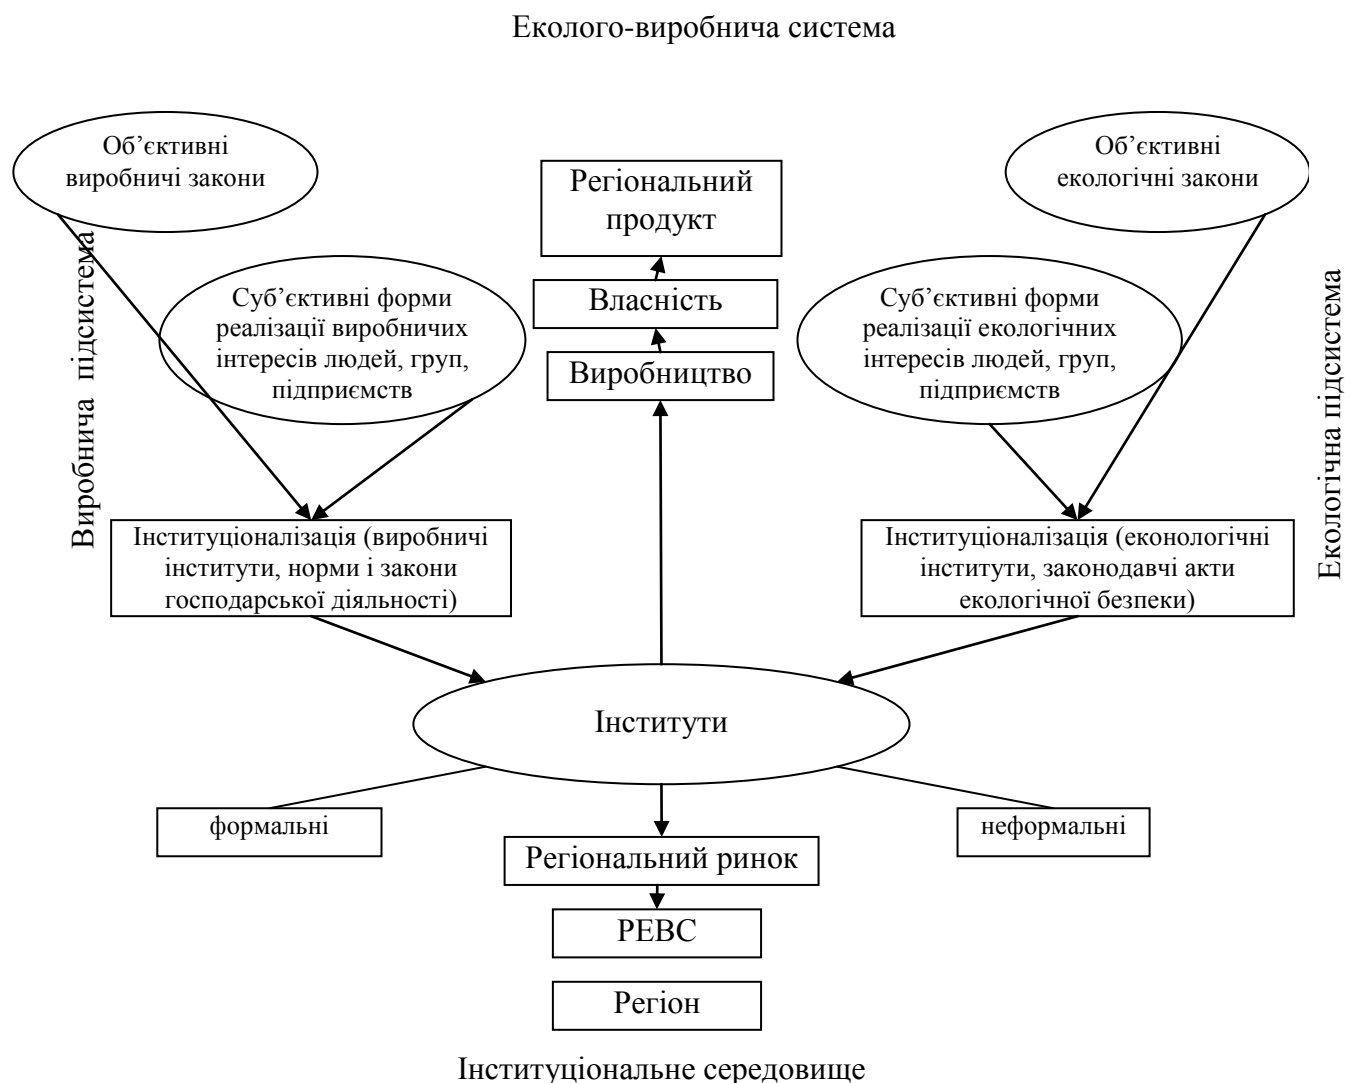 Еколого-виробнича система
Об’єктивні
виробничі закони
Об’єктивні
екологічні закони
Регіональний
продукт
Виробнича підсистема
Суб’єктивні форми
реалізації виробничих
інтересів людей, груп,
підприємств
Власність
Виробництво
Суб’єктивні форми
реалізації екологічних
інтересів людей, груп,
підприємств
Екологічна підсистема
Інституціоналізація (виробничі
інститути, норми і закони
господарської діяльності)
Інституціоналізація (еконологічні
інститути, законодавчі акти
екологічної безпеки)
Інститути
формальні
неформальні
Регіональний ринок
РЕВС
Регіон
Інституціональне середовище